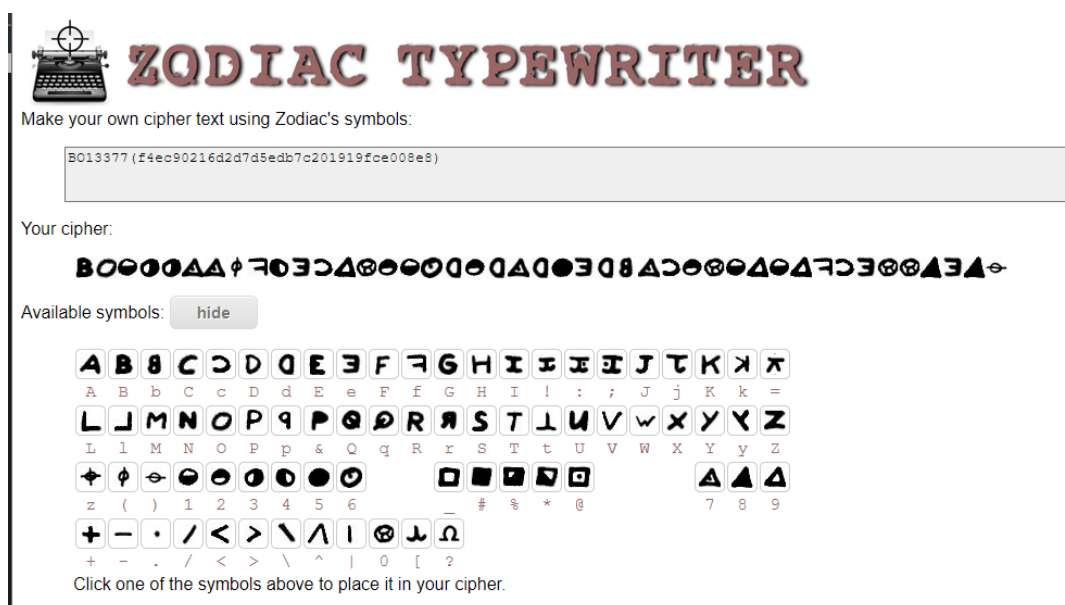 ZODIAC TYPEWRITER
Make your own cipher text using Zodiac's symbols:
BO13377(f4ec90216d2d7d5edb7c201919fce008e8)
Your cipher:
Available symbols: hide
A B b C c D d E e F f G H I ! : ; J j K k =
L l M N O P p & Q q R r S T t U V W X Y y Z
z ( ) 1 2 3 4 5 6 _ # % * @ 7 8 9
+ - . / < > \ ^ | 0 [ ?
Click one of the symbols above to place it in your cipher.